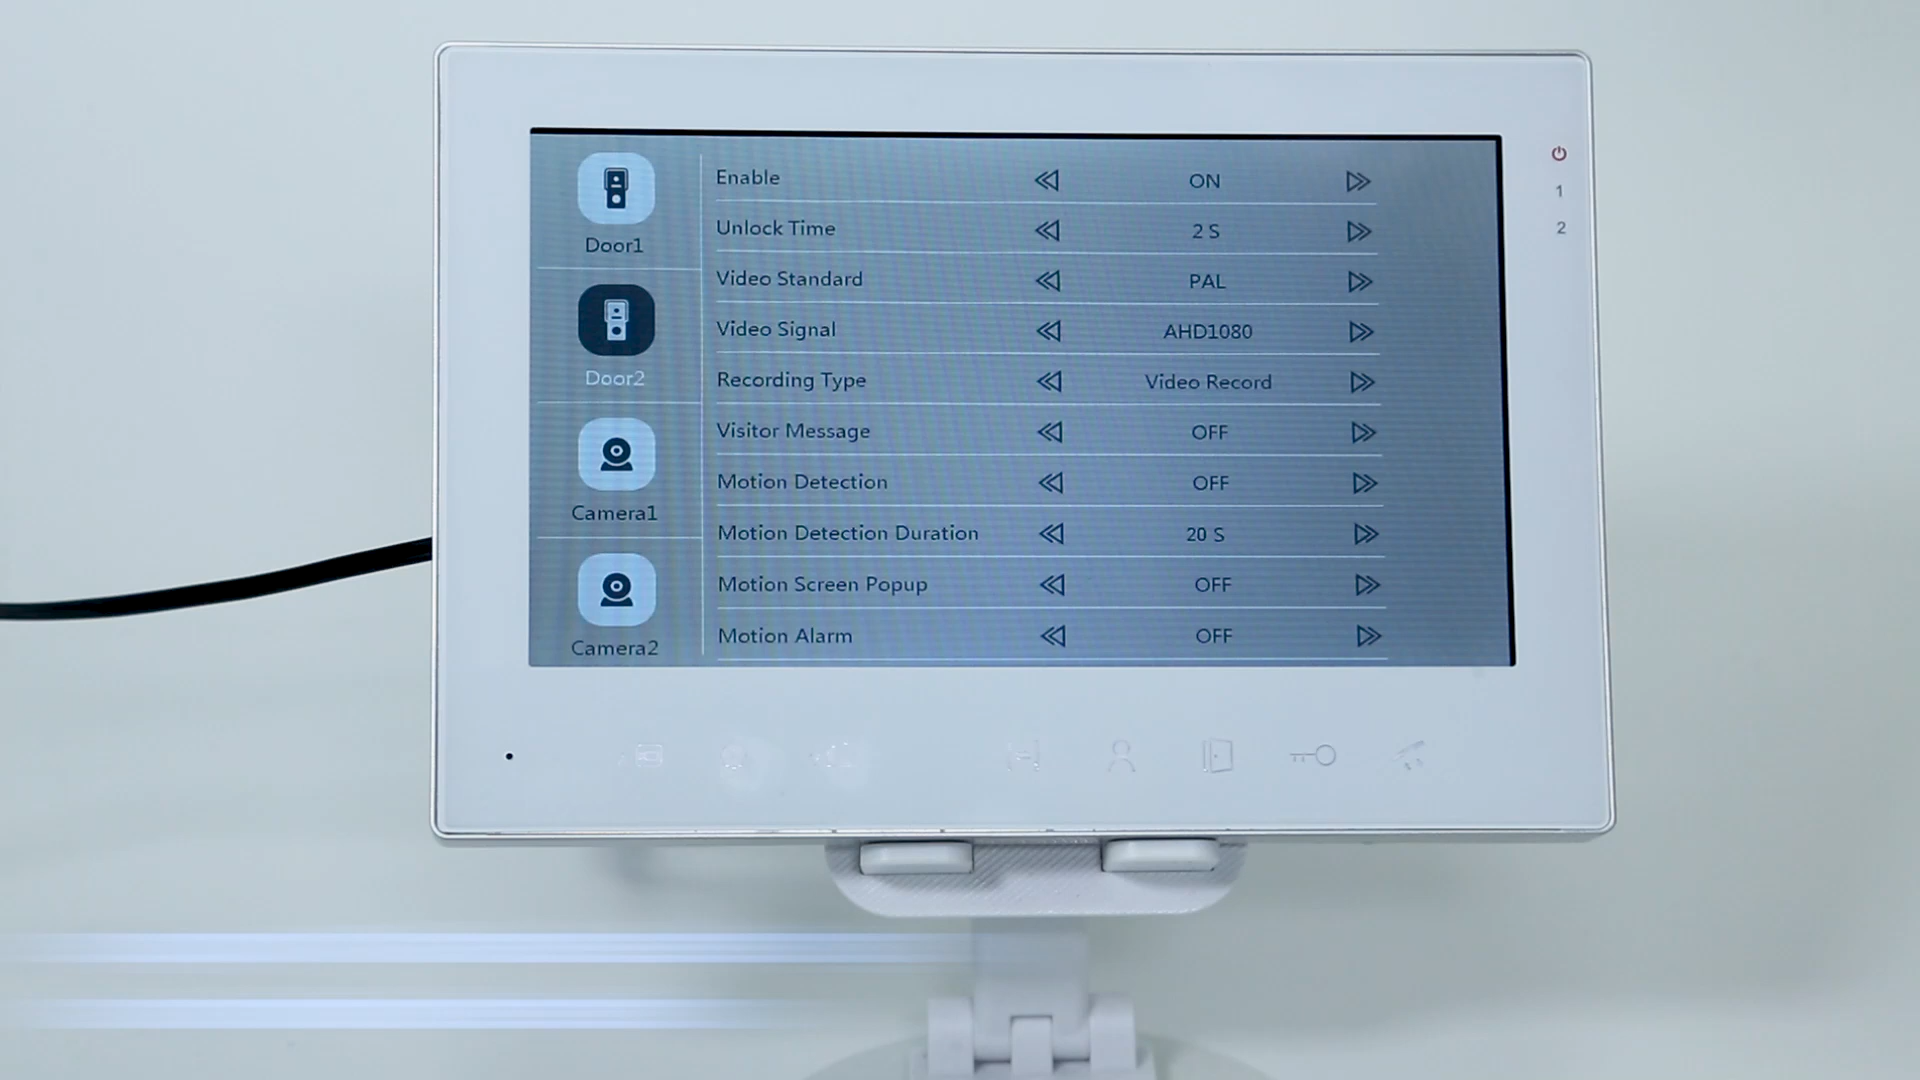 Door1
Door2
Camera1
Camera2
Enable ON
Unlock Time 2 S
Video Standard PAL
Video Signal AHD1080
Recording Type Video Record
Visitor Message OFF
Motion Detection OFF
Motion Detection Duration 20 S
Motion Screen Popup OFF
Motion Alarm OFF
1
2